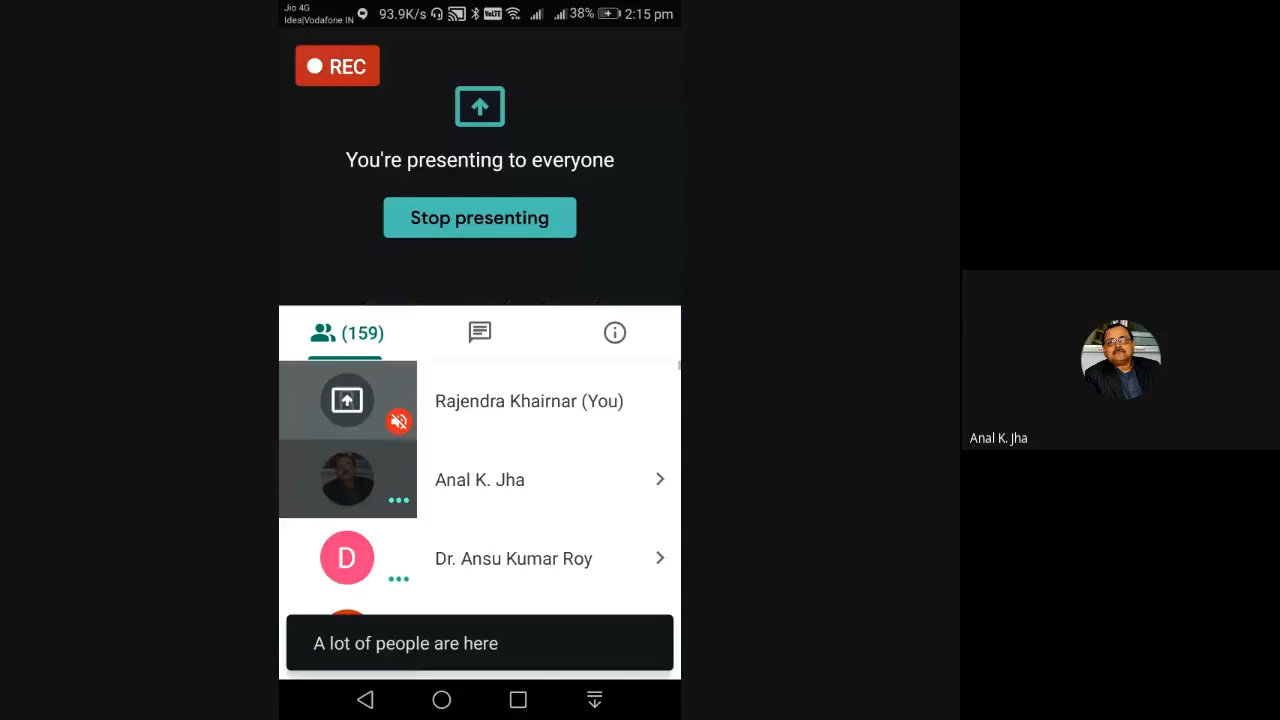 Jio 4G
Idea|Vodafone IN
93.9K/s
VoLTE
38%
2:15 pm
REC
You're presenting to everyone
Stop presenting
(159)
Rajendra Khairnar (You)
Anal K. Jha
D
Dr. Ansu Kumar Roy
A lot of people are here
Anal K. Jha